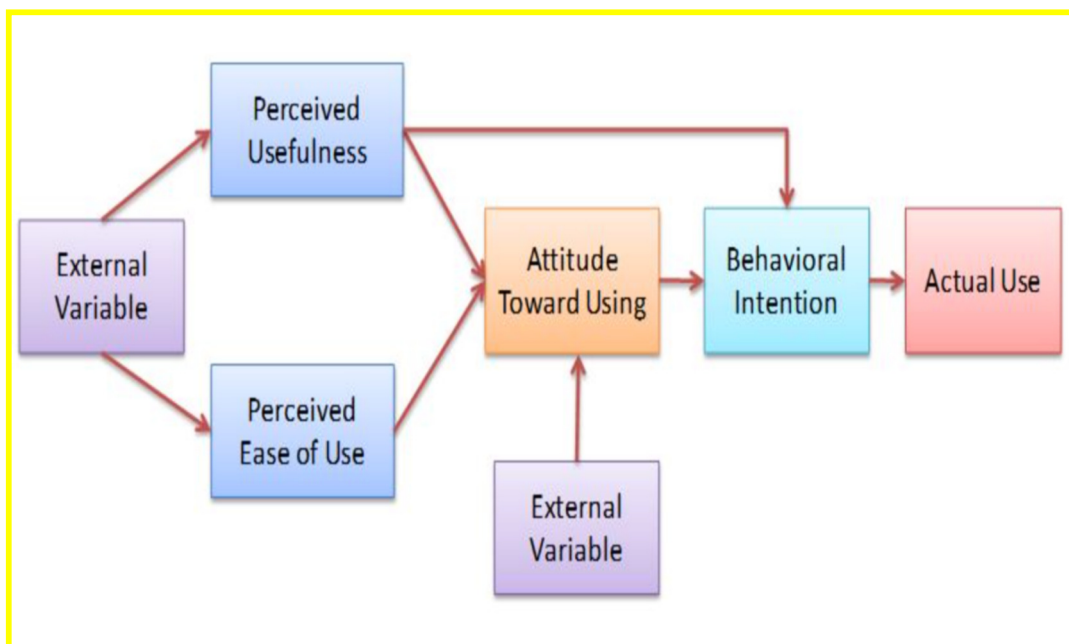 Perceived
Usefulness
External
Variable
Attitude
Toward Using
Behavioral
Intention
Actual Use
Perceived
Ease of Use
External
Variable